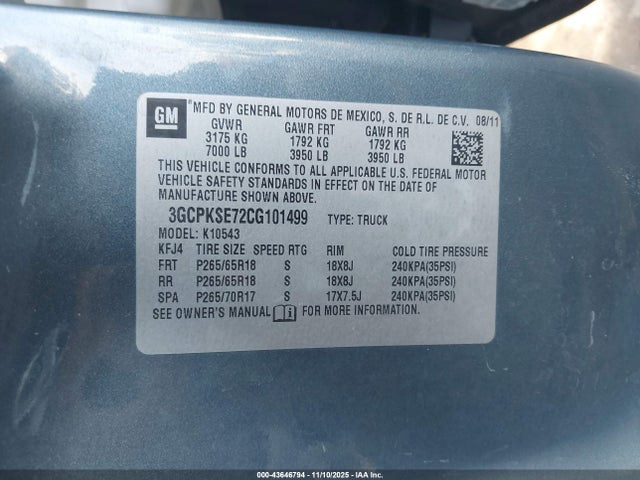 GM
MFD BY GENERAL MOTORS DE MEXICO, S. DE R.L. DE C.V. 08/11
GVWR GAWR FRT GAWR RR
3175 KG 1792 KG 1792 KG
7000 LB 3950 LB 3950 LB
THIS VEHICLE CONFORMS TO ALL APPLICABLE U.S. FEDERAL MOTOR
VEHICLE SAFETY STANDARDS IN EFFECT ON THE DATE OF
MANUFACTURE SHOWN ABOVE.
3GCPKSE72CG101499 TYPE: TRUCK
MODEL: K10543
KFJ4 TIRE SIZE SPEED RTG RIM COLD TIRE PRESSURE
FRT P265/65R18 S 18X8J 240KPA(35PSI)
RR P265/65R18 S 18X8J 240KPA(35PSI)
SPA P265/70R17 S 17X7.5J 240KPA(35PSI)
SEE OWNER'S MANUAL FOR MORE INFORMATION.
000-43646794 - 11/10/2025 - IAAI, Inc.